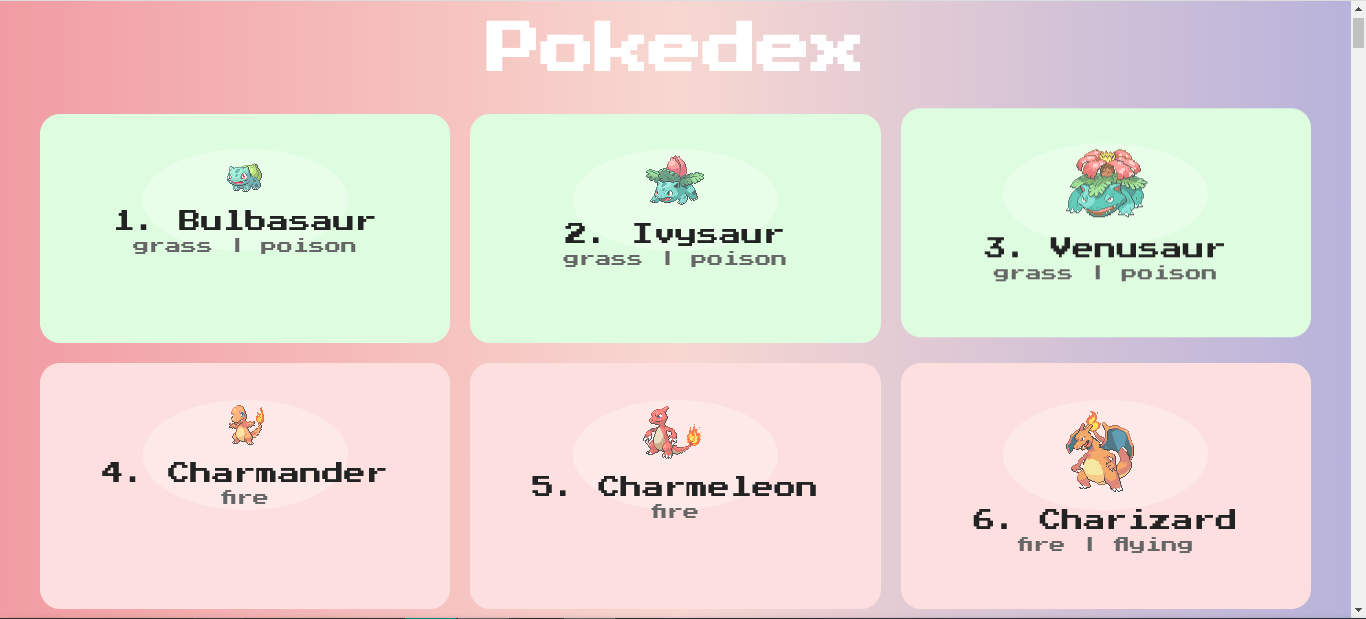 Pokedex
1. Bulbasaur
grass | poison
2. Ivysaur
grass | poison
3. Venusaur
grass | poison
4. Charmander
fire
5. Charmeleon
fire
6. Charizard
fire | flying